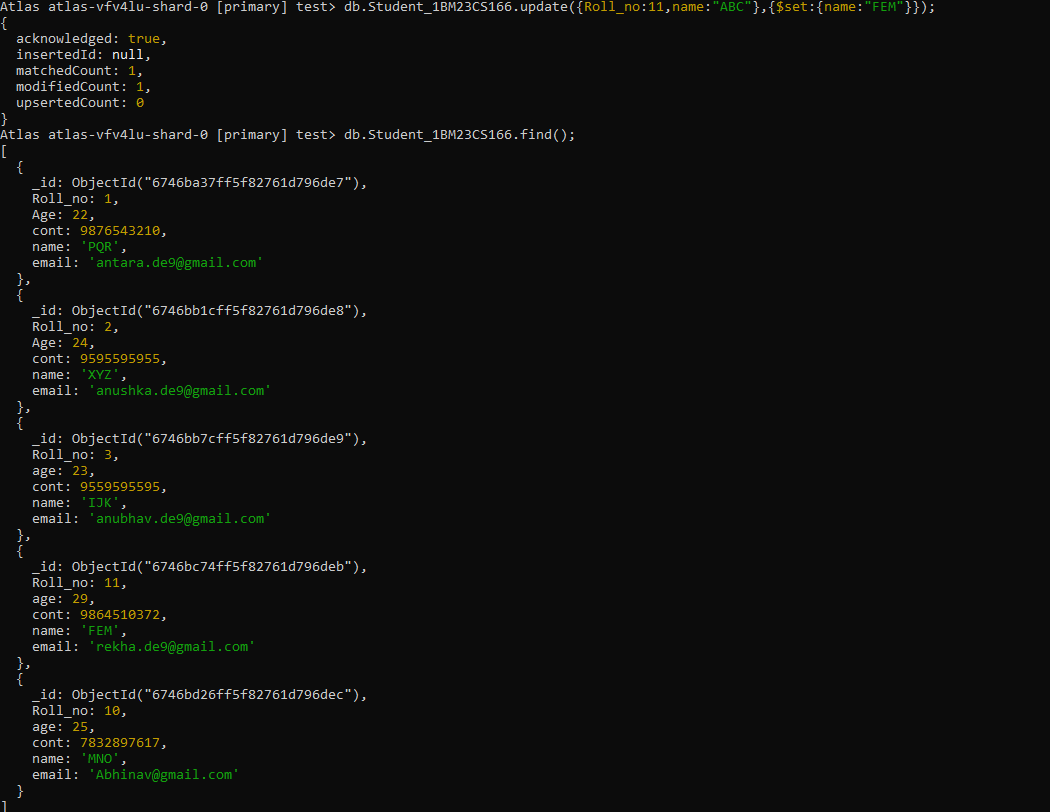 Atlas atlas-vfv4lu-shard-0 [primary] test> db.Student_1BM23CS166.update({Roll_no:11,name:"ABC"},{$set:{name:"FEM"}});
{
  acknowledged: true,
  insertedId: null,
  matchedCount: 1,
  modifiedCount: 1,
  upsertedCount: 0
}
Atlas atlas-vfv4lu-shard-0 [primary] test> db.Student_1BM23CS166.find();
[
  {
    _id: ObjectId("6746ba37ff5f82761d796de7"),
    Roll_no: 1,
    Age: 22,
    cont: 9876543210,
    name: 'PQR',
    email: 'antara.de9@gmail.com'
  },
  {
    _id: ObjectId("6746bb1cff5f82761d796de8"),
    Roll_no: 2,
    Age: 24,
    cont: 9595595955,
    name: 'XYZ',
    email: 'anushka.de9@gmail.com'
  },
  {
    _id: ObjectId("6746bb7cff5f82761d796de9"),
    Roll_no: 3,
    age: 23,
    cont: 9559595595,
    name: 'IJK',
    email: 'anubhav.de9@gmail.com'
  },
  {
    _id: ObjectId("6746bc74ff5f82761d796deb"),
    Roll_no: 11,
    age: 29,
    cont: 9864510372,
    name: 'FEM',
    email: 'rekha.de9@gmail.com'
  },
  {
    _id: ObjectId("6746bd26ff5f82761d796dec"),
    Roll_no: 10,
    age: 25,
    cont: 7832897617,
    name: 'MNO',
    email: 'Abhinav@gmail.com'
  }
]